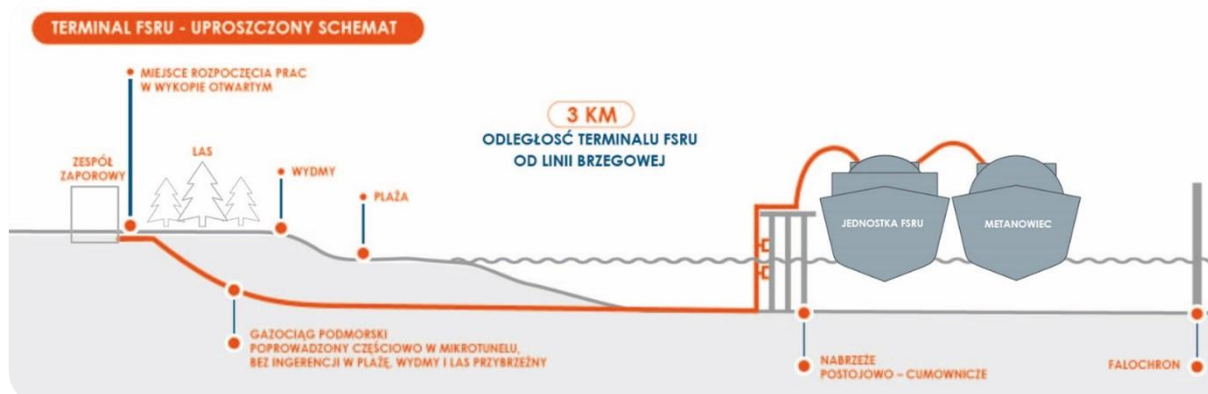 TERMINAL FSRU - UPROSZCZONY SCHEMAT
MIEJSCE ROZPOCZĘCIA PRAC
W WYKOPIE OTWARTYM
ZESPÓŁ
ZAPOROWY
LAS
WYDMY
PLAŻA
3 KM
ODLEGŁOŚĆ TERMINALU FSRU
OD LINII BRZEGOWEJ
JEDNOSTKA FSRU
METANOWIEC
GAZOCIĄG PODMORSKI
POPROWADZONY CZĘŚCIOWO W MIKROTUNELU,
BEZ INGERENCJI W PLAŻĘ, WYDMY I LAS PRZYBRZEŻNY
NABRZEŻE
POSTOJOWO – CUMOWNICZE
FALOCHRON